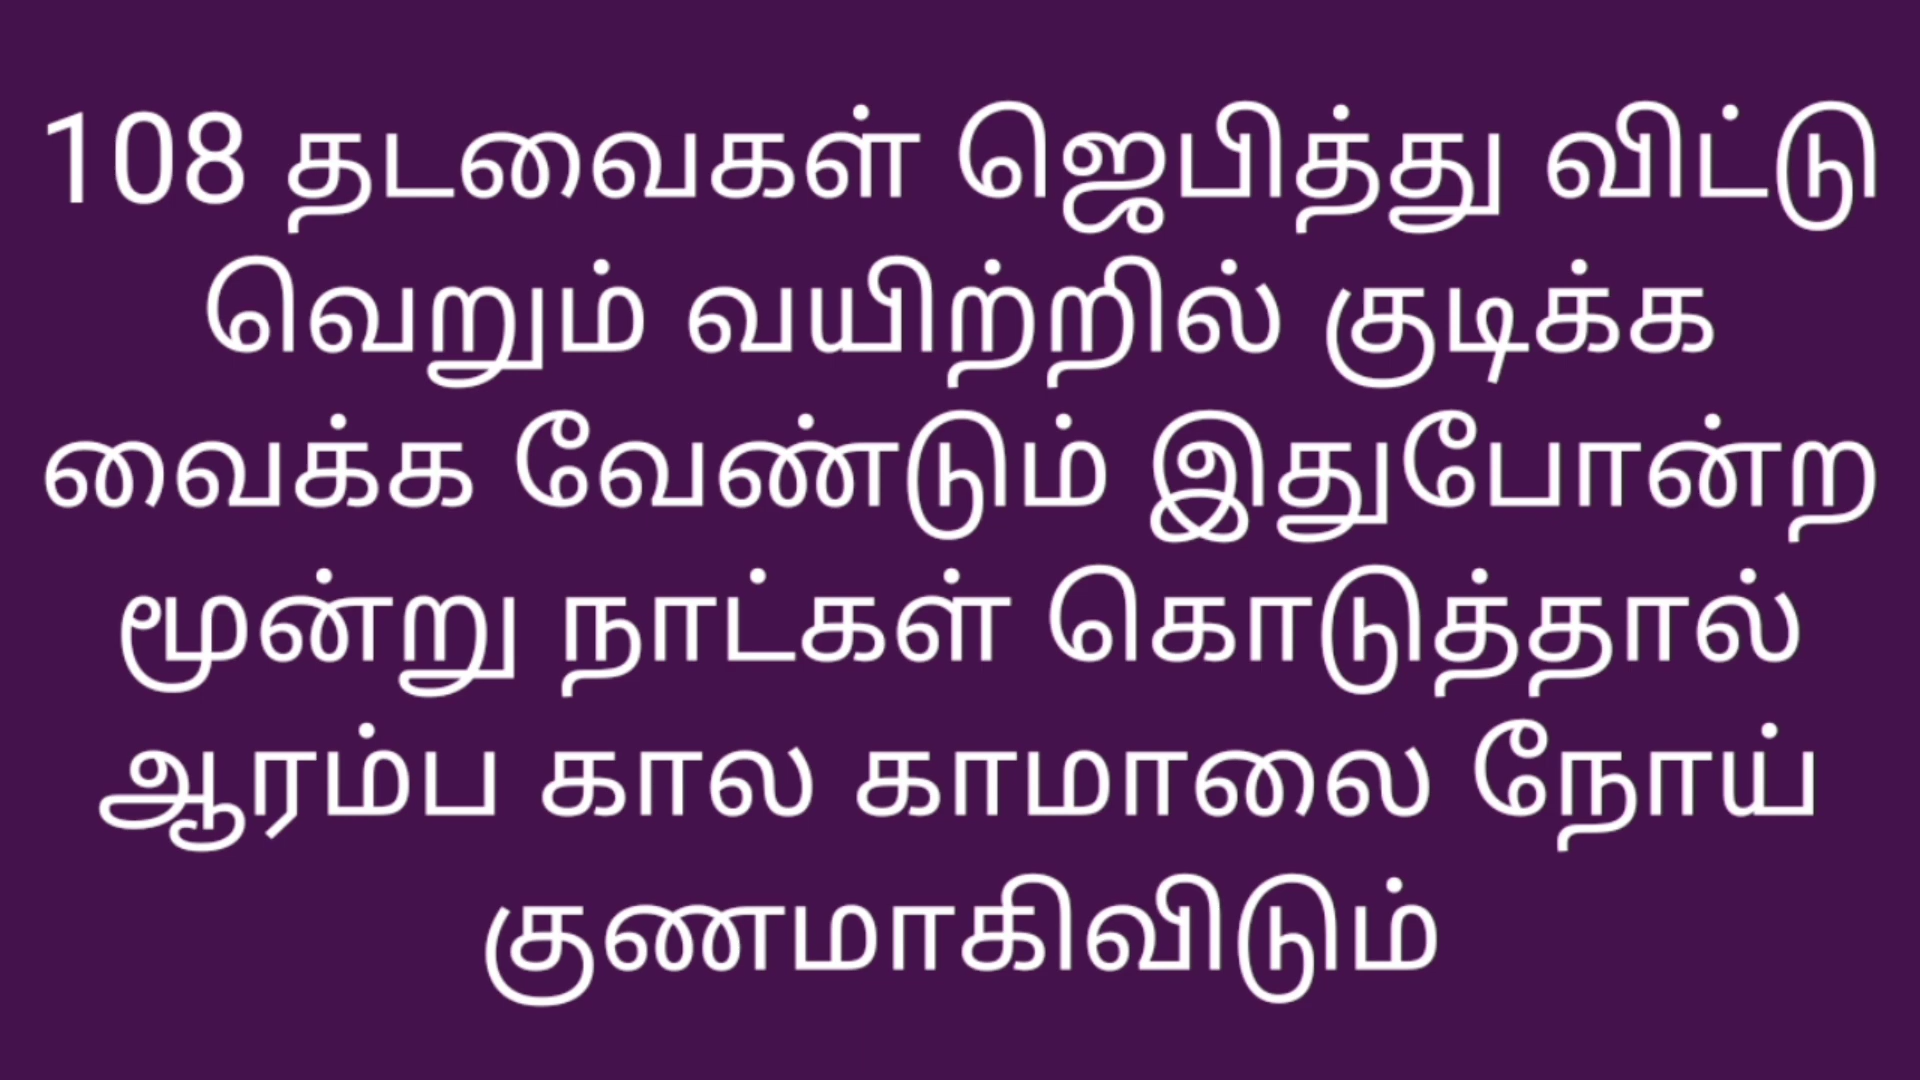 108 தடவைகள் ஜெபித்து விட்டு
வெறும் வயிற்றில் குடிக்க
வைக்க வேண்டும் இதுபோன்ற
மூன்று நாட்கள் கொடுத்தால்
ஆரம்ப கால காமாலை நோய்
குணமாகிவிடும்